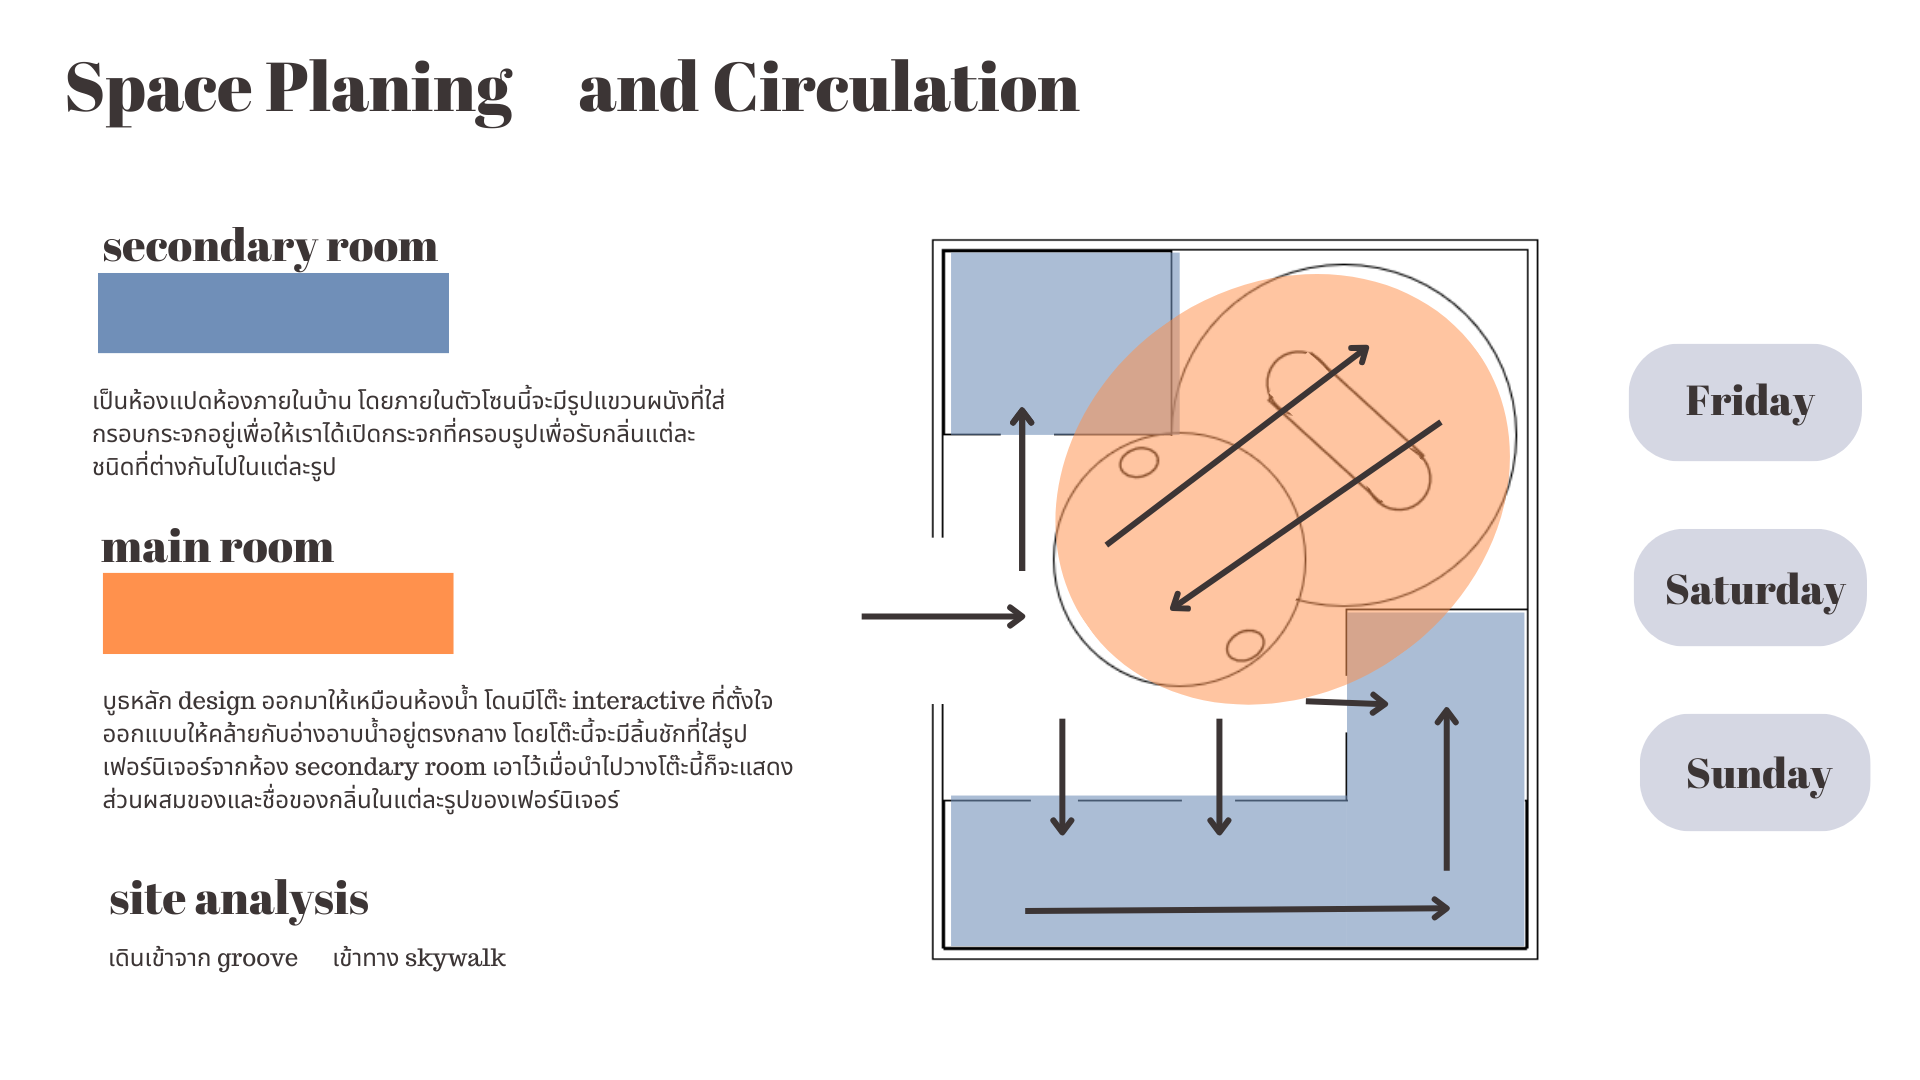 Space Planing and Circulation
secondary room
เป็นห้องแปดห้องภายในบ้าน โดยภายในตัวโซนนี้จะมีรูปแขวนผนังที่ใส่
กรอบกระจกอยู่เพื่อให้เราได้เปิดกระจกที่ครอบรูปเพื่อรับกลิ่นแต่ละ
ชนิดที่ต่างกันไปในแต่ละรูป
main room
บูธหลัก design ออกมาให้เหมือนห้องน้ำ โดนมีโต๊ะ interactive ที่ตั้งใจ
ออกแบบให้คล้ายกับอ่างอาบน้ำอยู่ตรงกลาง โดยโต๊ะนี้จะมีลิ้นชักที่ใส่รูป
เฟอร์นิเจอร์จากห้อง secondary room เอาไว้เมื่อนำไปวางโต๊ะนี้ก็จะแสดง
ส่วนผสมของและชื่อของกลิ่นในแต่ละรูปของเฟอร์นิเจอร์
site analysis
เดินเข้าจาก groove เข้าทาง skywalk
Friday
Saturday
Sunday